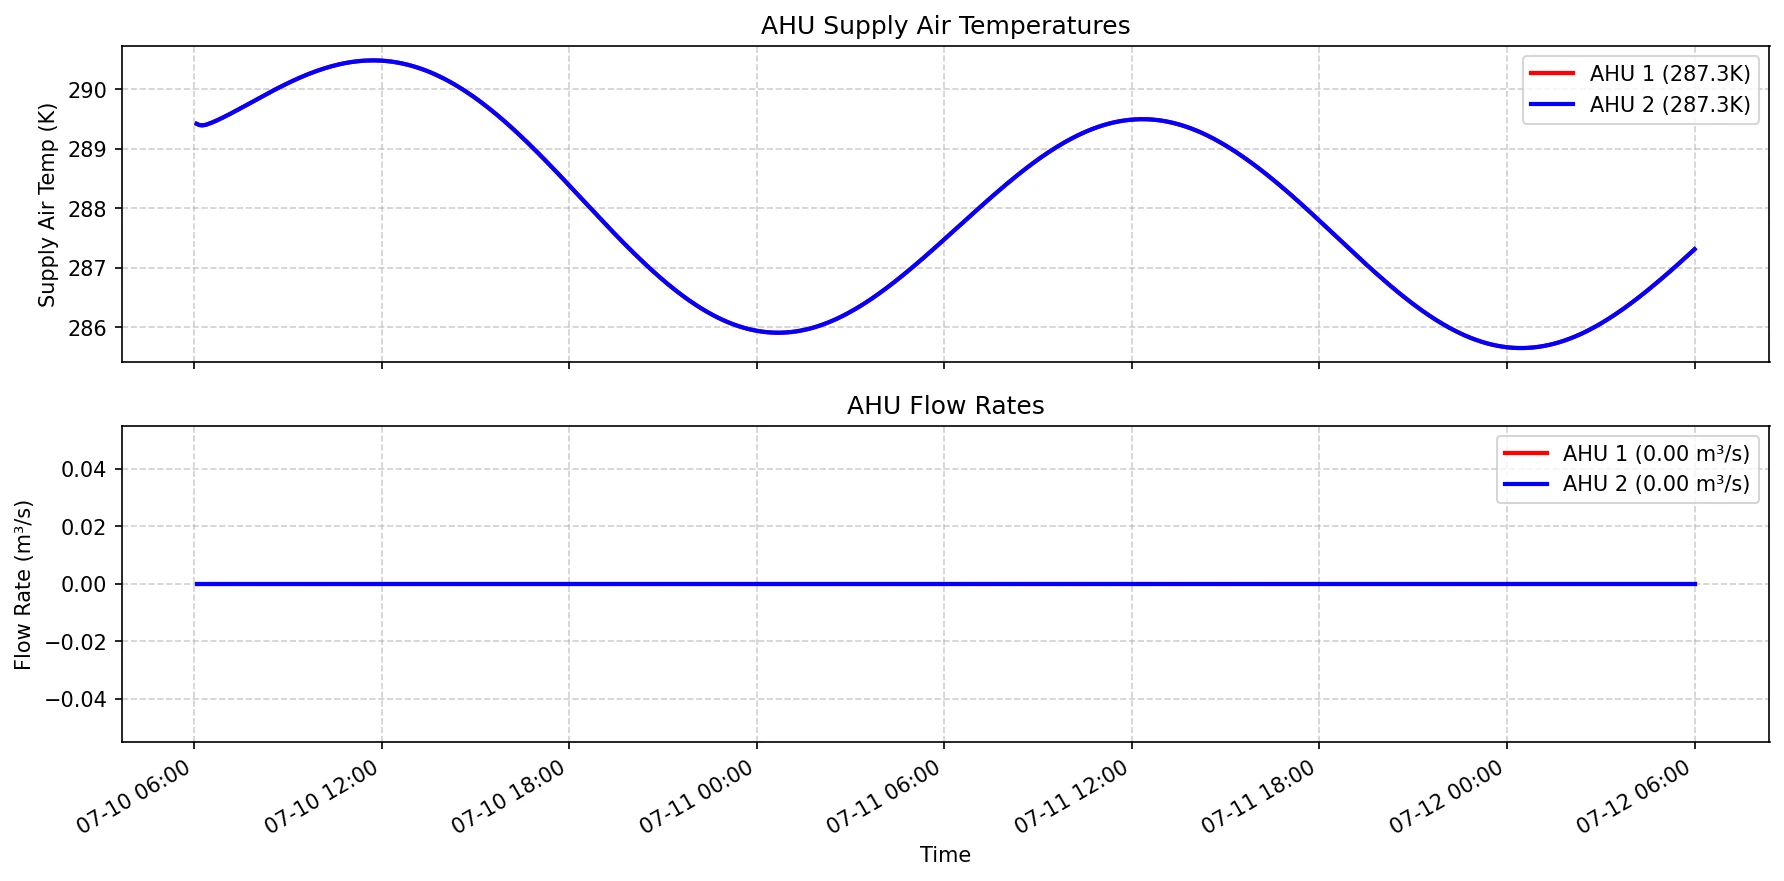 AHU Supply Air Temperatures
Supply Air Temp (K)
290
289
288
287
286
AHU 1 (287.3K)
AHU 2 (287.3K)
AHU Flow Rates
Flow Rate (m³/s)
0.04
0.02
0.00
−0.02
−0.04
AHU 1 (0.00 m³/s)
AHU 2 (0.00 m³/s)
07-10 06:00
07-10 12:00
07-10 18:00
07-11 00:00
07-11 06:00
07-11 12:00
07-11 18:00
07-12 00:00
07-12 06:00
Time